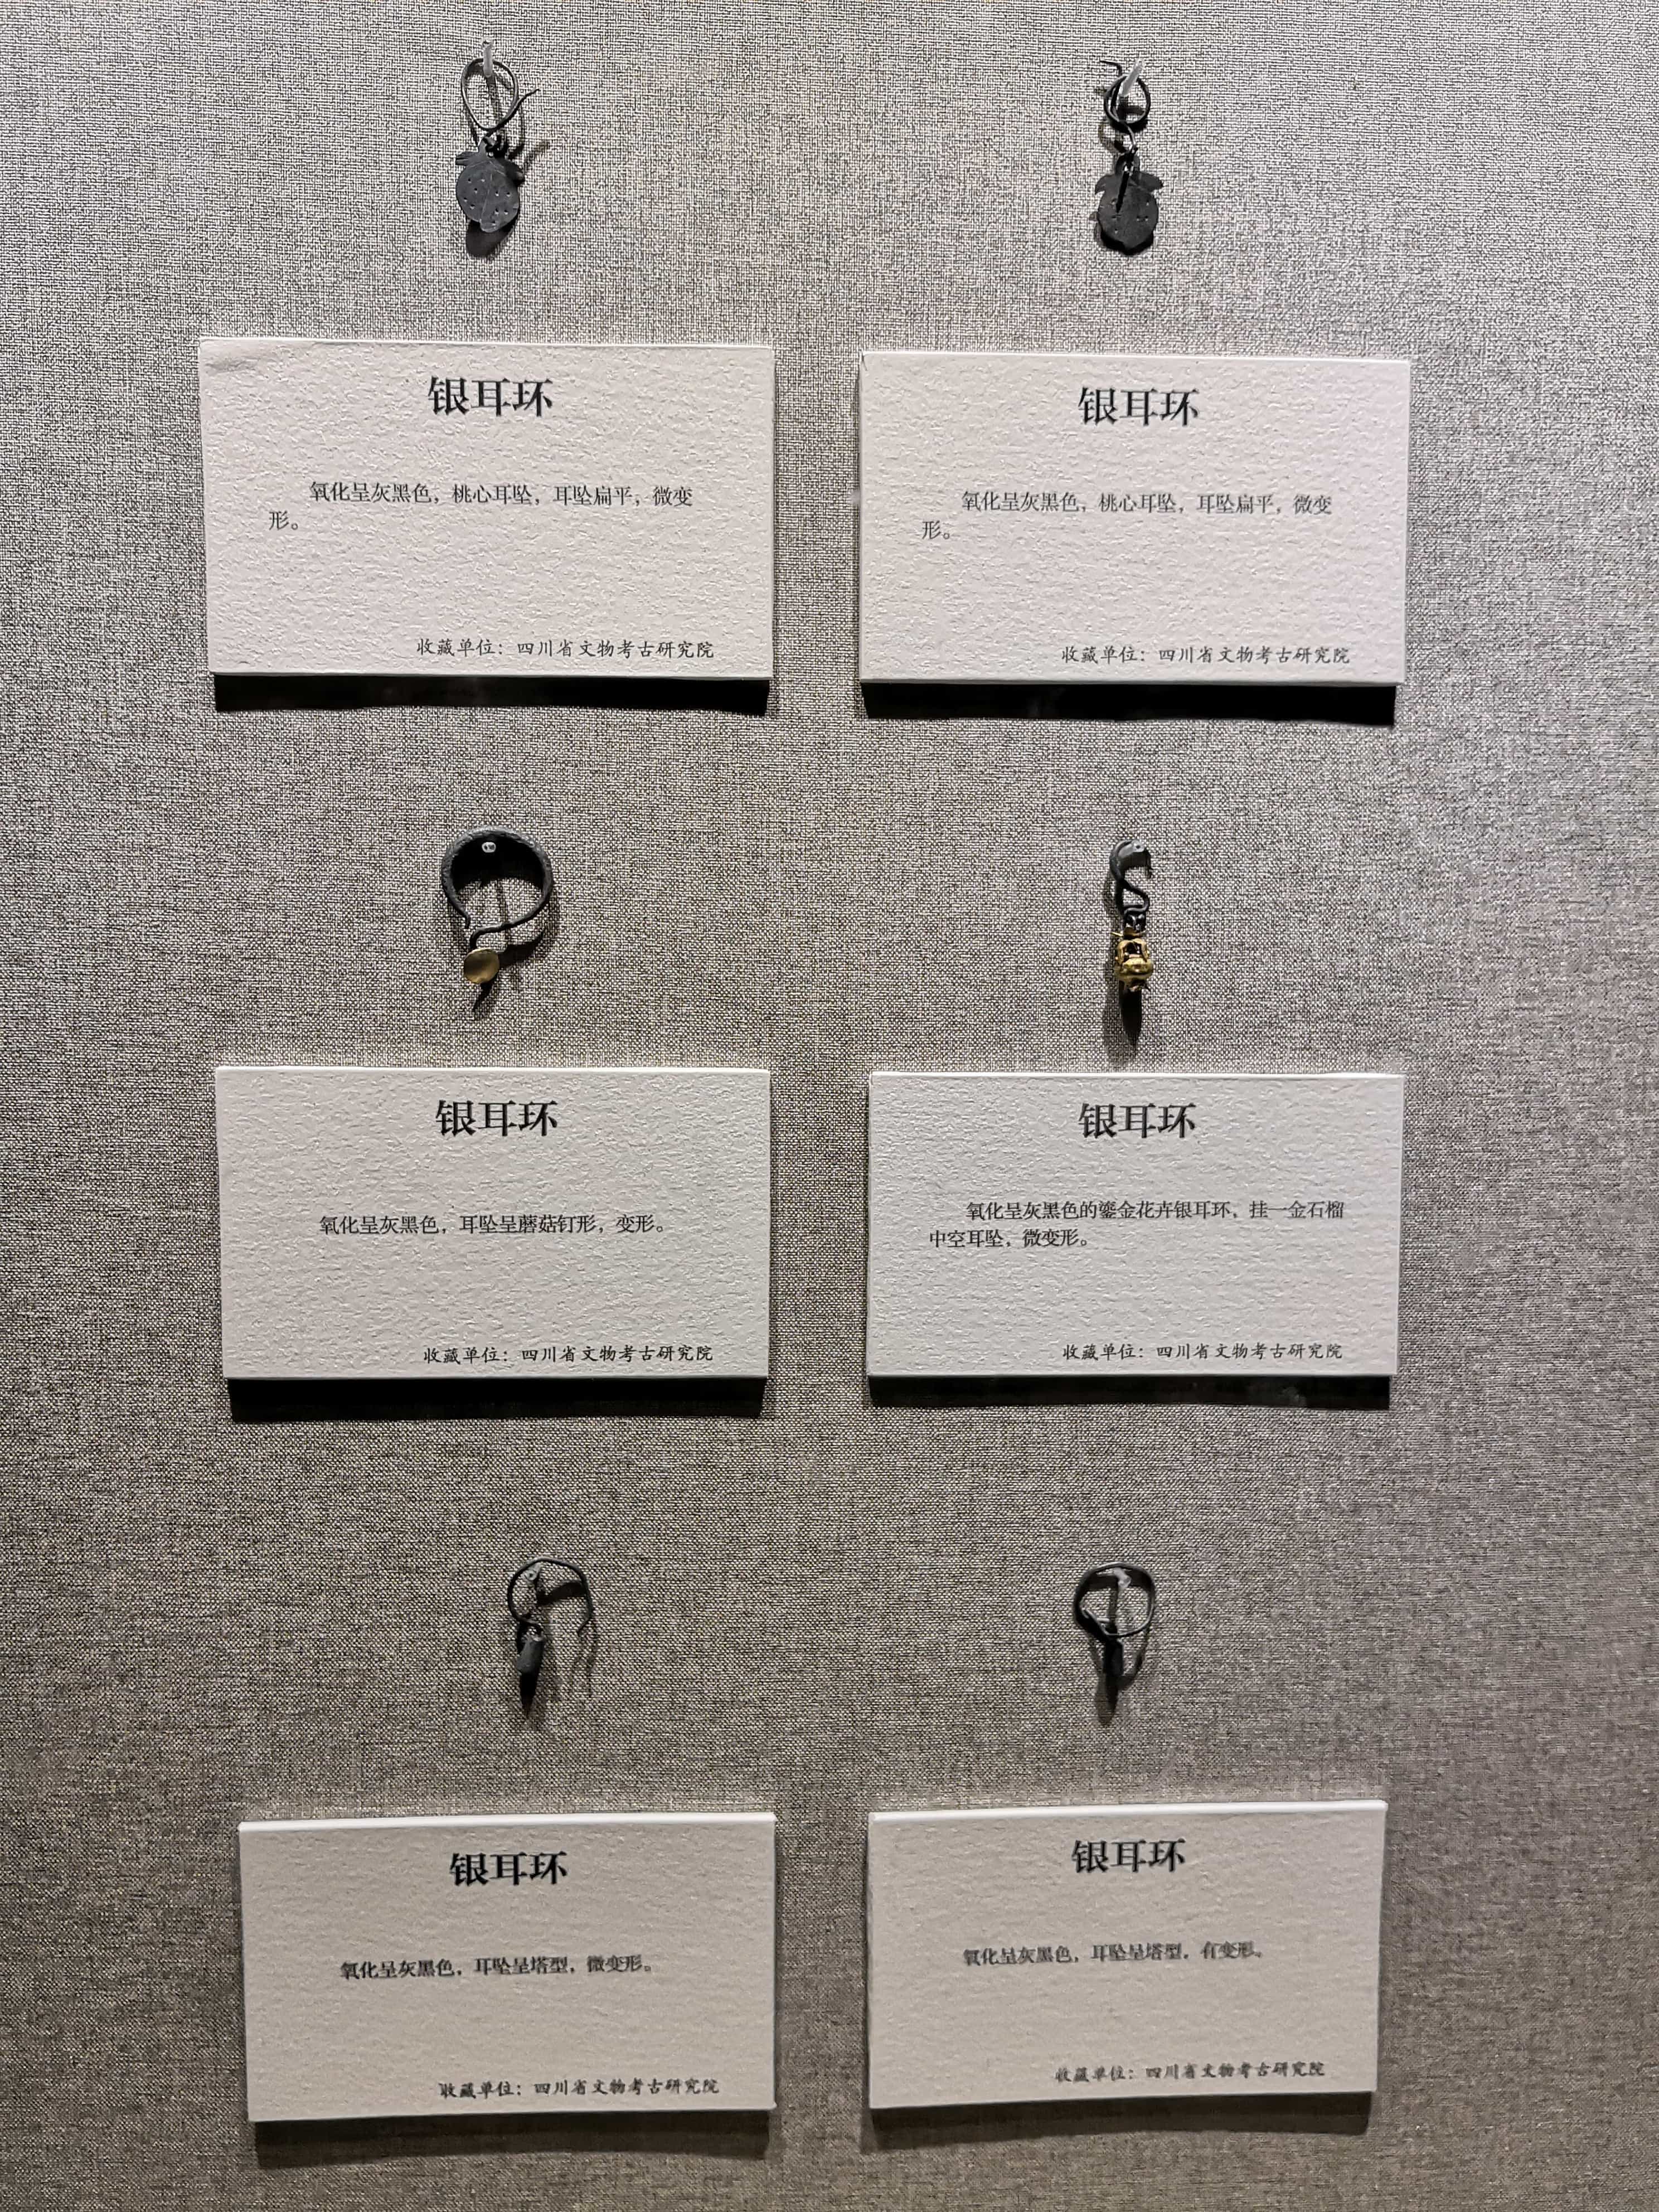 银耳环
氧化呈灰黑色，桃心耳坠，耳坠扁平，微变
形。
收藏单位：四川省文物考古研究院
银耳环
氧化呈灰黑色，桃心耳坠，耳坠扁平，微变
形。
收藏单位：四川省文物考古研究院
银耳环
氧化呈灰黑色，耳坠呈蘑菇钉形，变形。
收藏单位：四川省文物考古研究院
银耳环
氧化呈灰黑色的鎏金花卉银耳环，挂一金石榴
中空耳坠，微变形。
收藏单位：四川省文物考古研究院
银耳环
氧化呈灰黑色，耳坠呈塔型，微变形。
收藏单位：四川省文物考古研究院
银耳环
氧化呈灰黑色，耳坠呈塔型，有变形。
收藏单位：四川省文物考古研究院